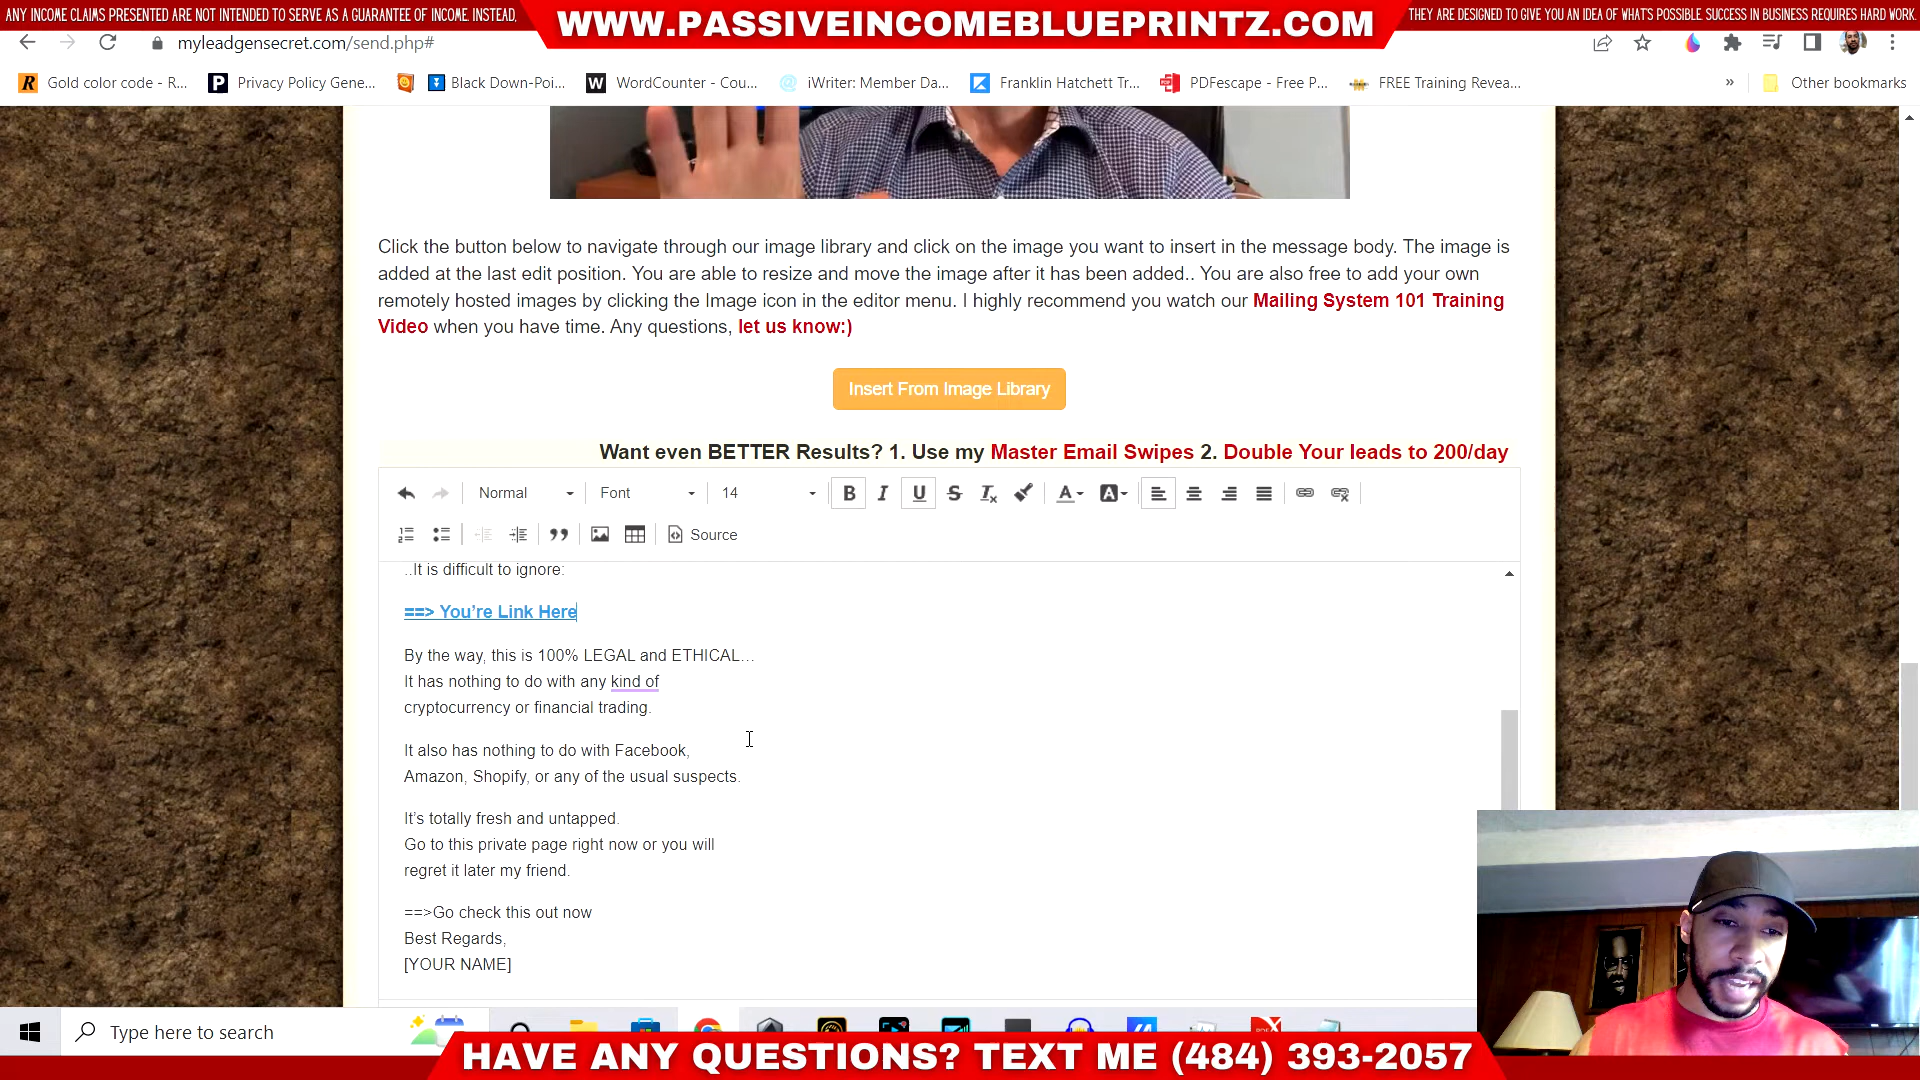 ANY INCOME CLAIMS PRESENTED ARE NOT INTENDED TO SERVE AS A GUARANTEE OF INCOME. INSTEAD,
WWW.PASSIVEINCOMEBLUEPRINTZ.COM
THEY ARE DESIGNED TO GIVE YOU AN IDEA OF WHAT'S POSSIBLE. SUCCESS IN BUSINESS REQUIRES HARD WORK.
myleadgensecret.com/send.php#
Gold color code - R...
Privacy Policy Gene...
Black Down-Poi...
WordCounter - Cou...
iWriter: Member Da...
Franklin Hatchett Tr...
PDFescape - Free P...
FREE Training Revea...
»
Other bookmarks
Click the button below to navigate through our image library and click on the image you want to insert in the message body. The image is
added at the last edit position. You are able to resize and move the image after it has been added.. You are also free to add your own
remotely hosted images by clicking the Image icon in the editor menu. I highly recommend you watch our Mailing System 101 Training
Video when you have time. Any questions, let us know:)
Insert From Image Library
Want even BETTER Results? 1. Use my Master Email Swipes 2. Double Your leads to 200/day
Normal Font 14
Source
..It is difficult to ignore:
==> You’re Link Here
By the way, this is 100% LEGAL and ETHICAL…
It has nothing to do with any kind of
cryptocurrency or financial trading.
It also has nothing to do with Facebook,
Amazon, Shopify, or any of the usual suspects.
It’s totally fresh and untapped.
Go to this private page right now or you will
regret it later my friend.
==>Go check this out now
Best Regards,
[YOUR NAME]
Type here to search
HAVE ANY QUESTIONS? TEXT ME (484) 393-2057